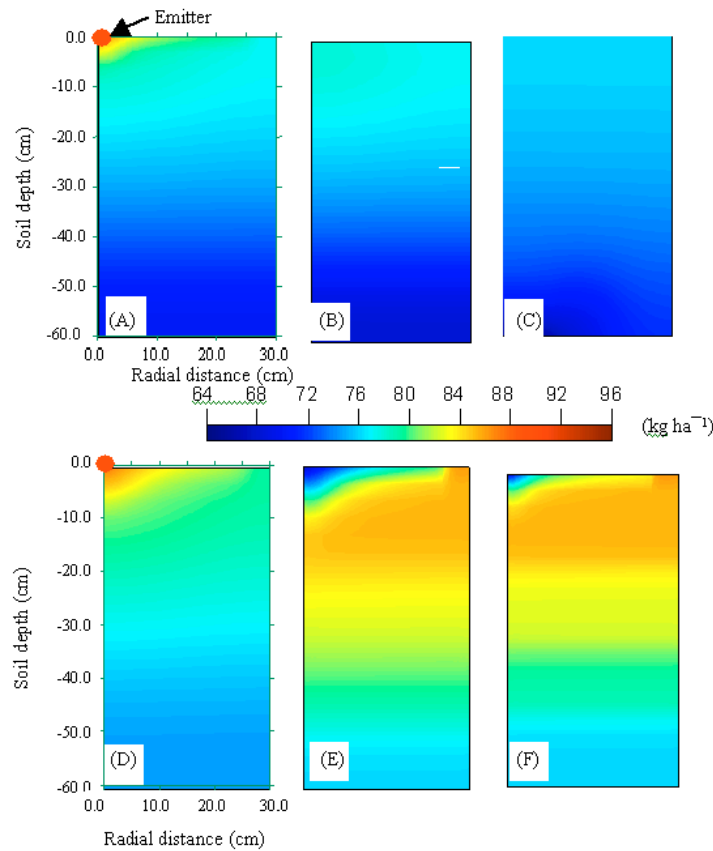 Emitter
0.0
-10.0
-20.0
-30.0
-40.0
-50.0
-60.0
Soil depth (cm)
(A)
(B)
(C)
0.0 10.0 20.0 30.0
Radial distance (cm)
64 68 72 76 80 84 88 92 96
(kg ha⁻¹)
0.0
-10.0
-20.0
-30.0
-40.0
-50.0
-60.0
Soil depth (cm)
(D)
(E)
(F)
0.0 10.0 20.0 30.0
Radial distance (cm)